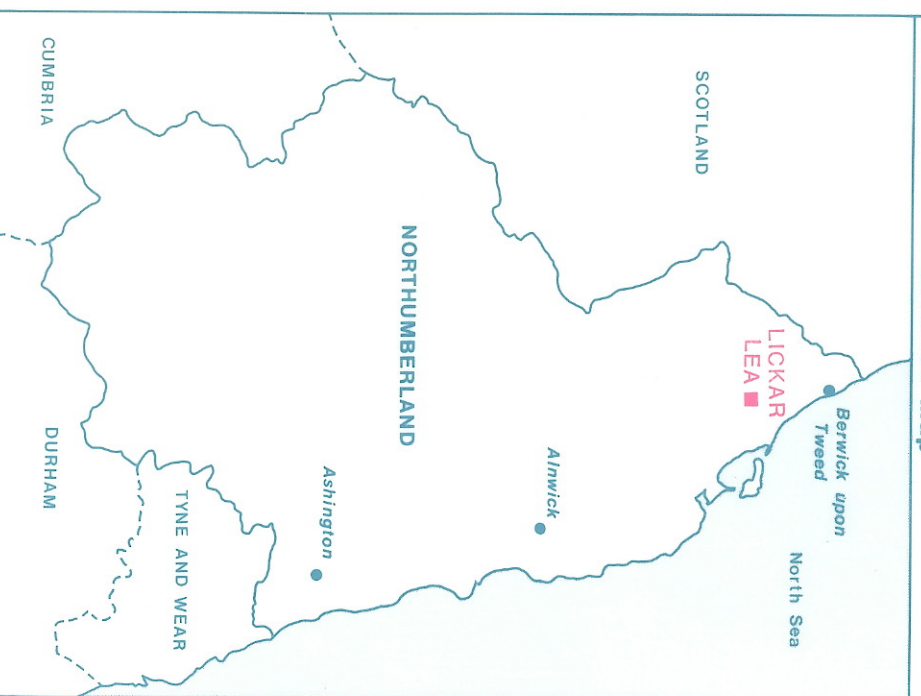 SCOTLAND
Berwick upon
Tweed
North Sea
LICKAR
LEA
Alnwick
NORTHUMBERLAND
Ashington
TYNE AND WEAR
CUMBRIA
DURHAM